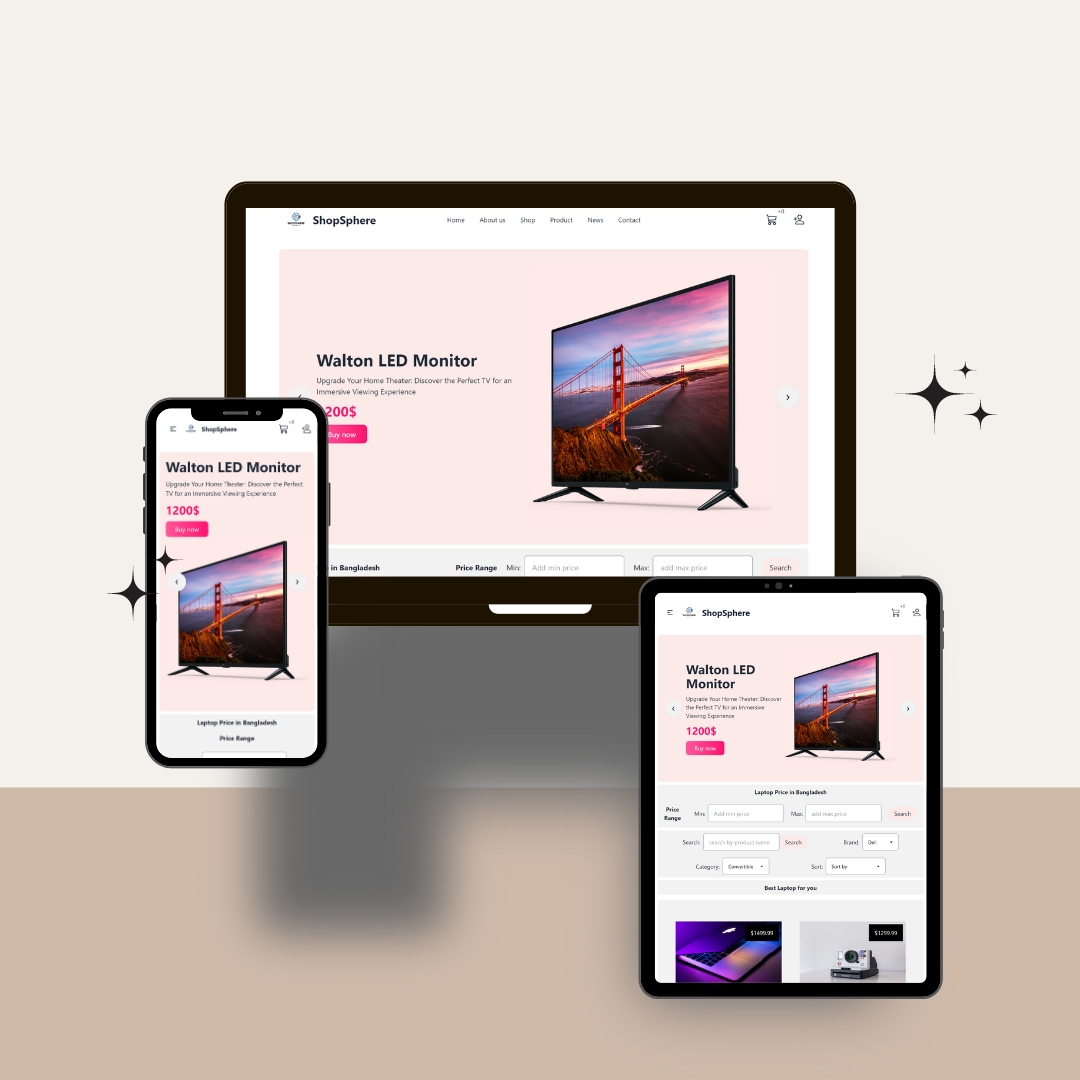 ShopSphere
Home About us Shop Product News Contact
+0
Walton LED Monitor
Upgrade Your Home Theater: Discover the Perfect TV for an
Immersive Viewing Experience
200$
Buy now
in Bangladesh Price Range Min: Add min price Max: add max price Search
ShopSphere
Walton LED Monitor
Upgrade Your Home Theater: Discover the Perfect
TV for an Immersive Viewing Experience
1200$
Buy now
Laptop Price in Bangladesh
Price Range
ShopSphere
+0
Walton LED
Monitor
Upgrade Your Home Theater: Discover
the Perfect TV for an Immersive
Viewing Experience
1200$
Buy now
Laptop Price in Bangladesh
Price
Range
Min: Add min price Max: add max price Search
Search: search by product name Search Brand: Dell
Category: Convertible Sort: Sort by
Best Laptop for you
$1499.99 $1299.99